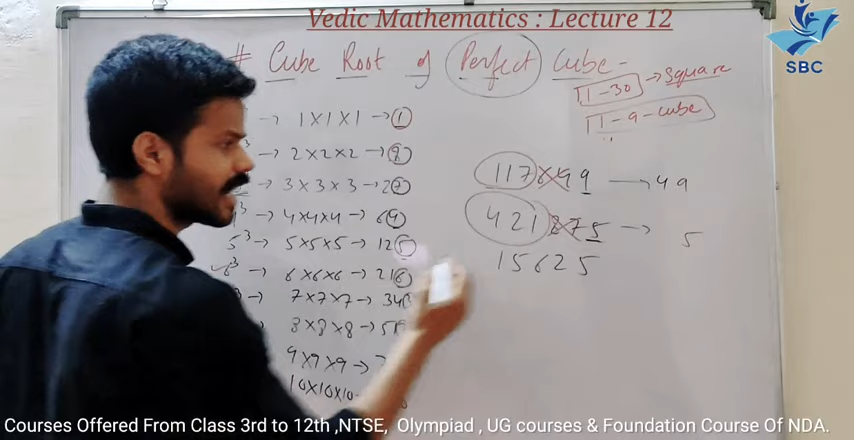 Vedic Mathematics : Lecture 12
SBC
# Cube Root of Perfect Cube -
1-30 → Square
1-9-cube
→ 1×1×1 → 1
→ 2×2×2 → 8
→ 3×3×3 → 27
→ 4×4×4 → 64
5³ → 5×5×5 → 125
6³ → 6×6×6 → 216
→ 7×7×7 → 343
→ 8×8×8 →
9×9×9 →
10×10×10
117649 → 49
421875 → 5
15625
Courses Offered From Class 3rd to 12th ,NTSE, Olympiad , UG courses & Foundation Course Of NDA.